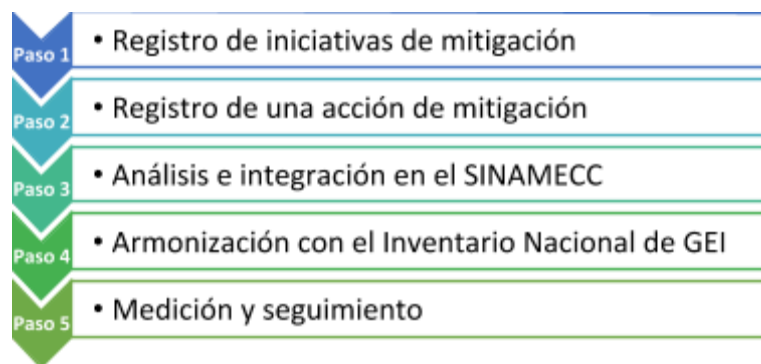 Paso 1
• Registro de iniciativas de mitigación
Paso 2
• Registro de una acción de mitigación
Paso 3
• Análisis e integración en el SINAMECC
Paso 4
• Armonización con el Inventario Nacional de GEI
Paso 5
• Medición y seguimiento